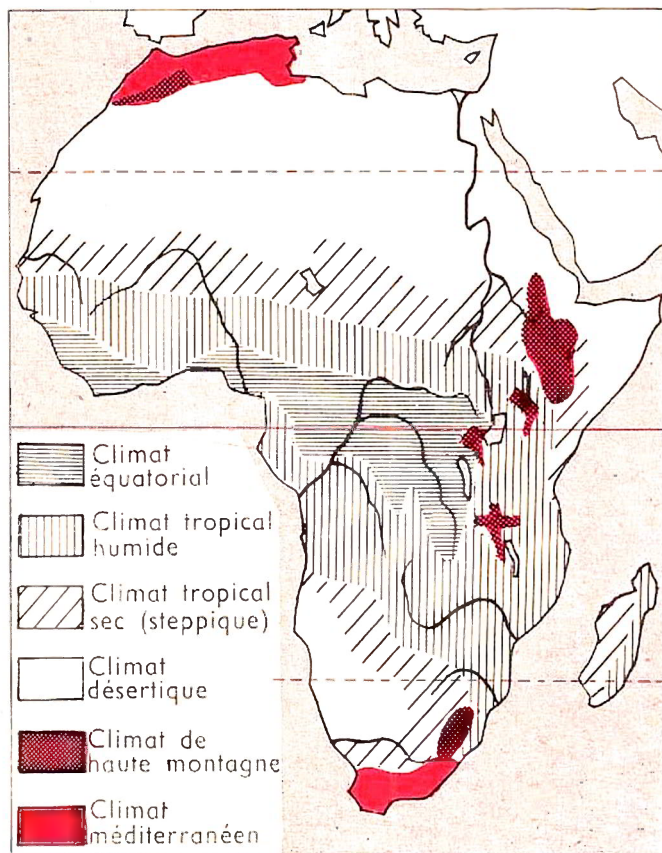 Climat
équatorial
Climat tropical
humide
Climat tropical
sec (steppique)
Climat
désertique
Climat de
haute montagne
Climat
méditerranéen